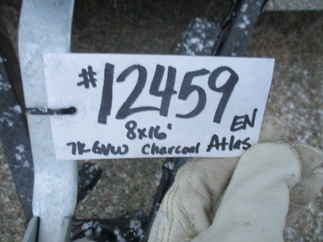 #12459
8x16'
EN
7K GVW Charcoal Atlas